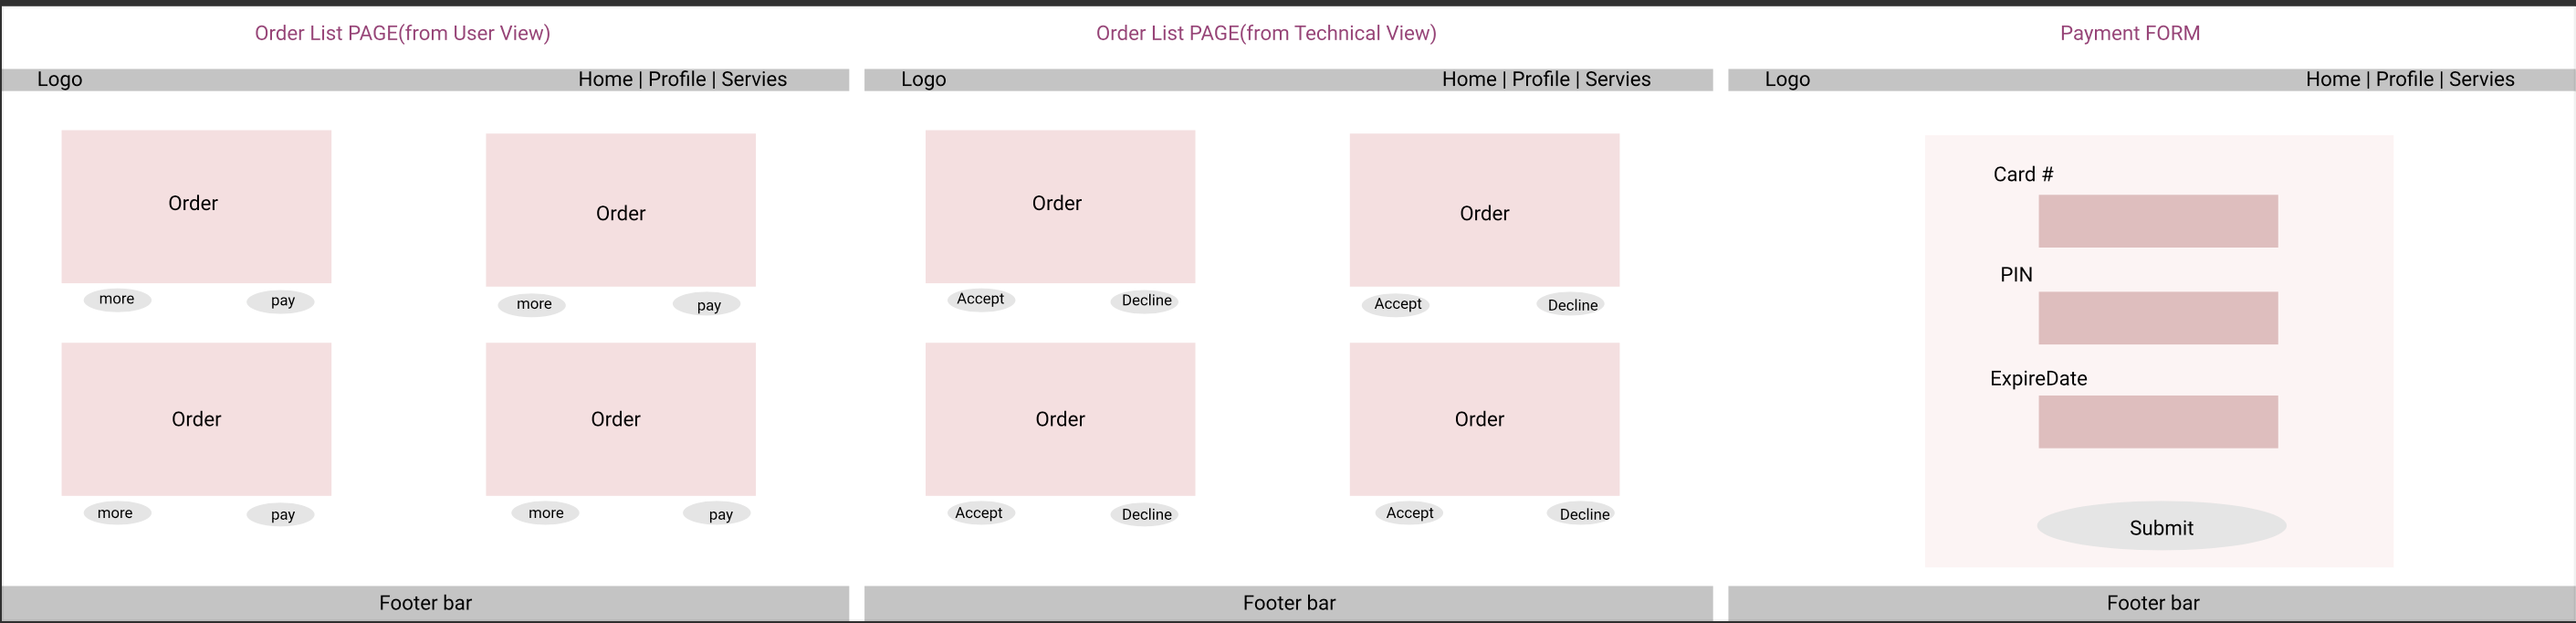 Order List PAGE(from User View)
Logo
Home | Profile | Servies
Order
Order
more
pay
more
pay
Order
Order
more
pay
more
pay
Footer bar
Order List PAGE(from Technical View)
Logo
Home | Profile | Servies
Order
Order
Accept
Decline
Accept
Decline
Order
Order
Accept
Decline
Accept
Decline
Footer bar
Payment FORM
Logo
Home | Profile | Servies
Card #
PIN
ExpireDate
Submit
Footer bar